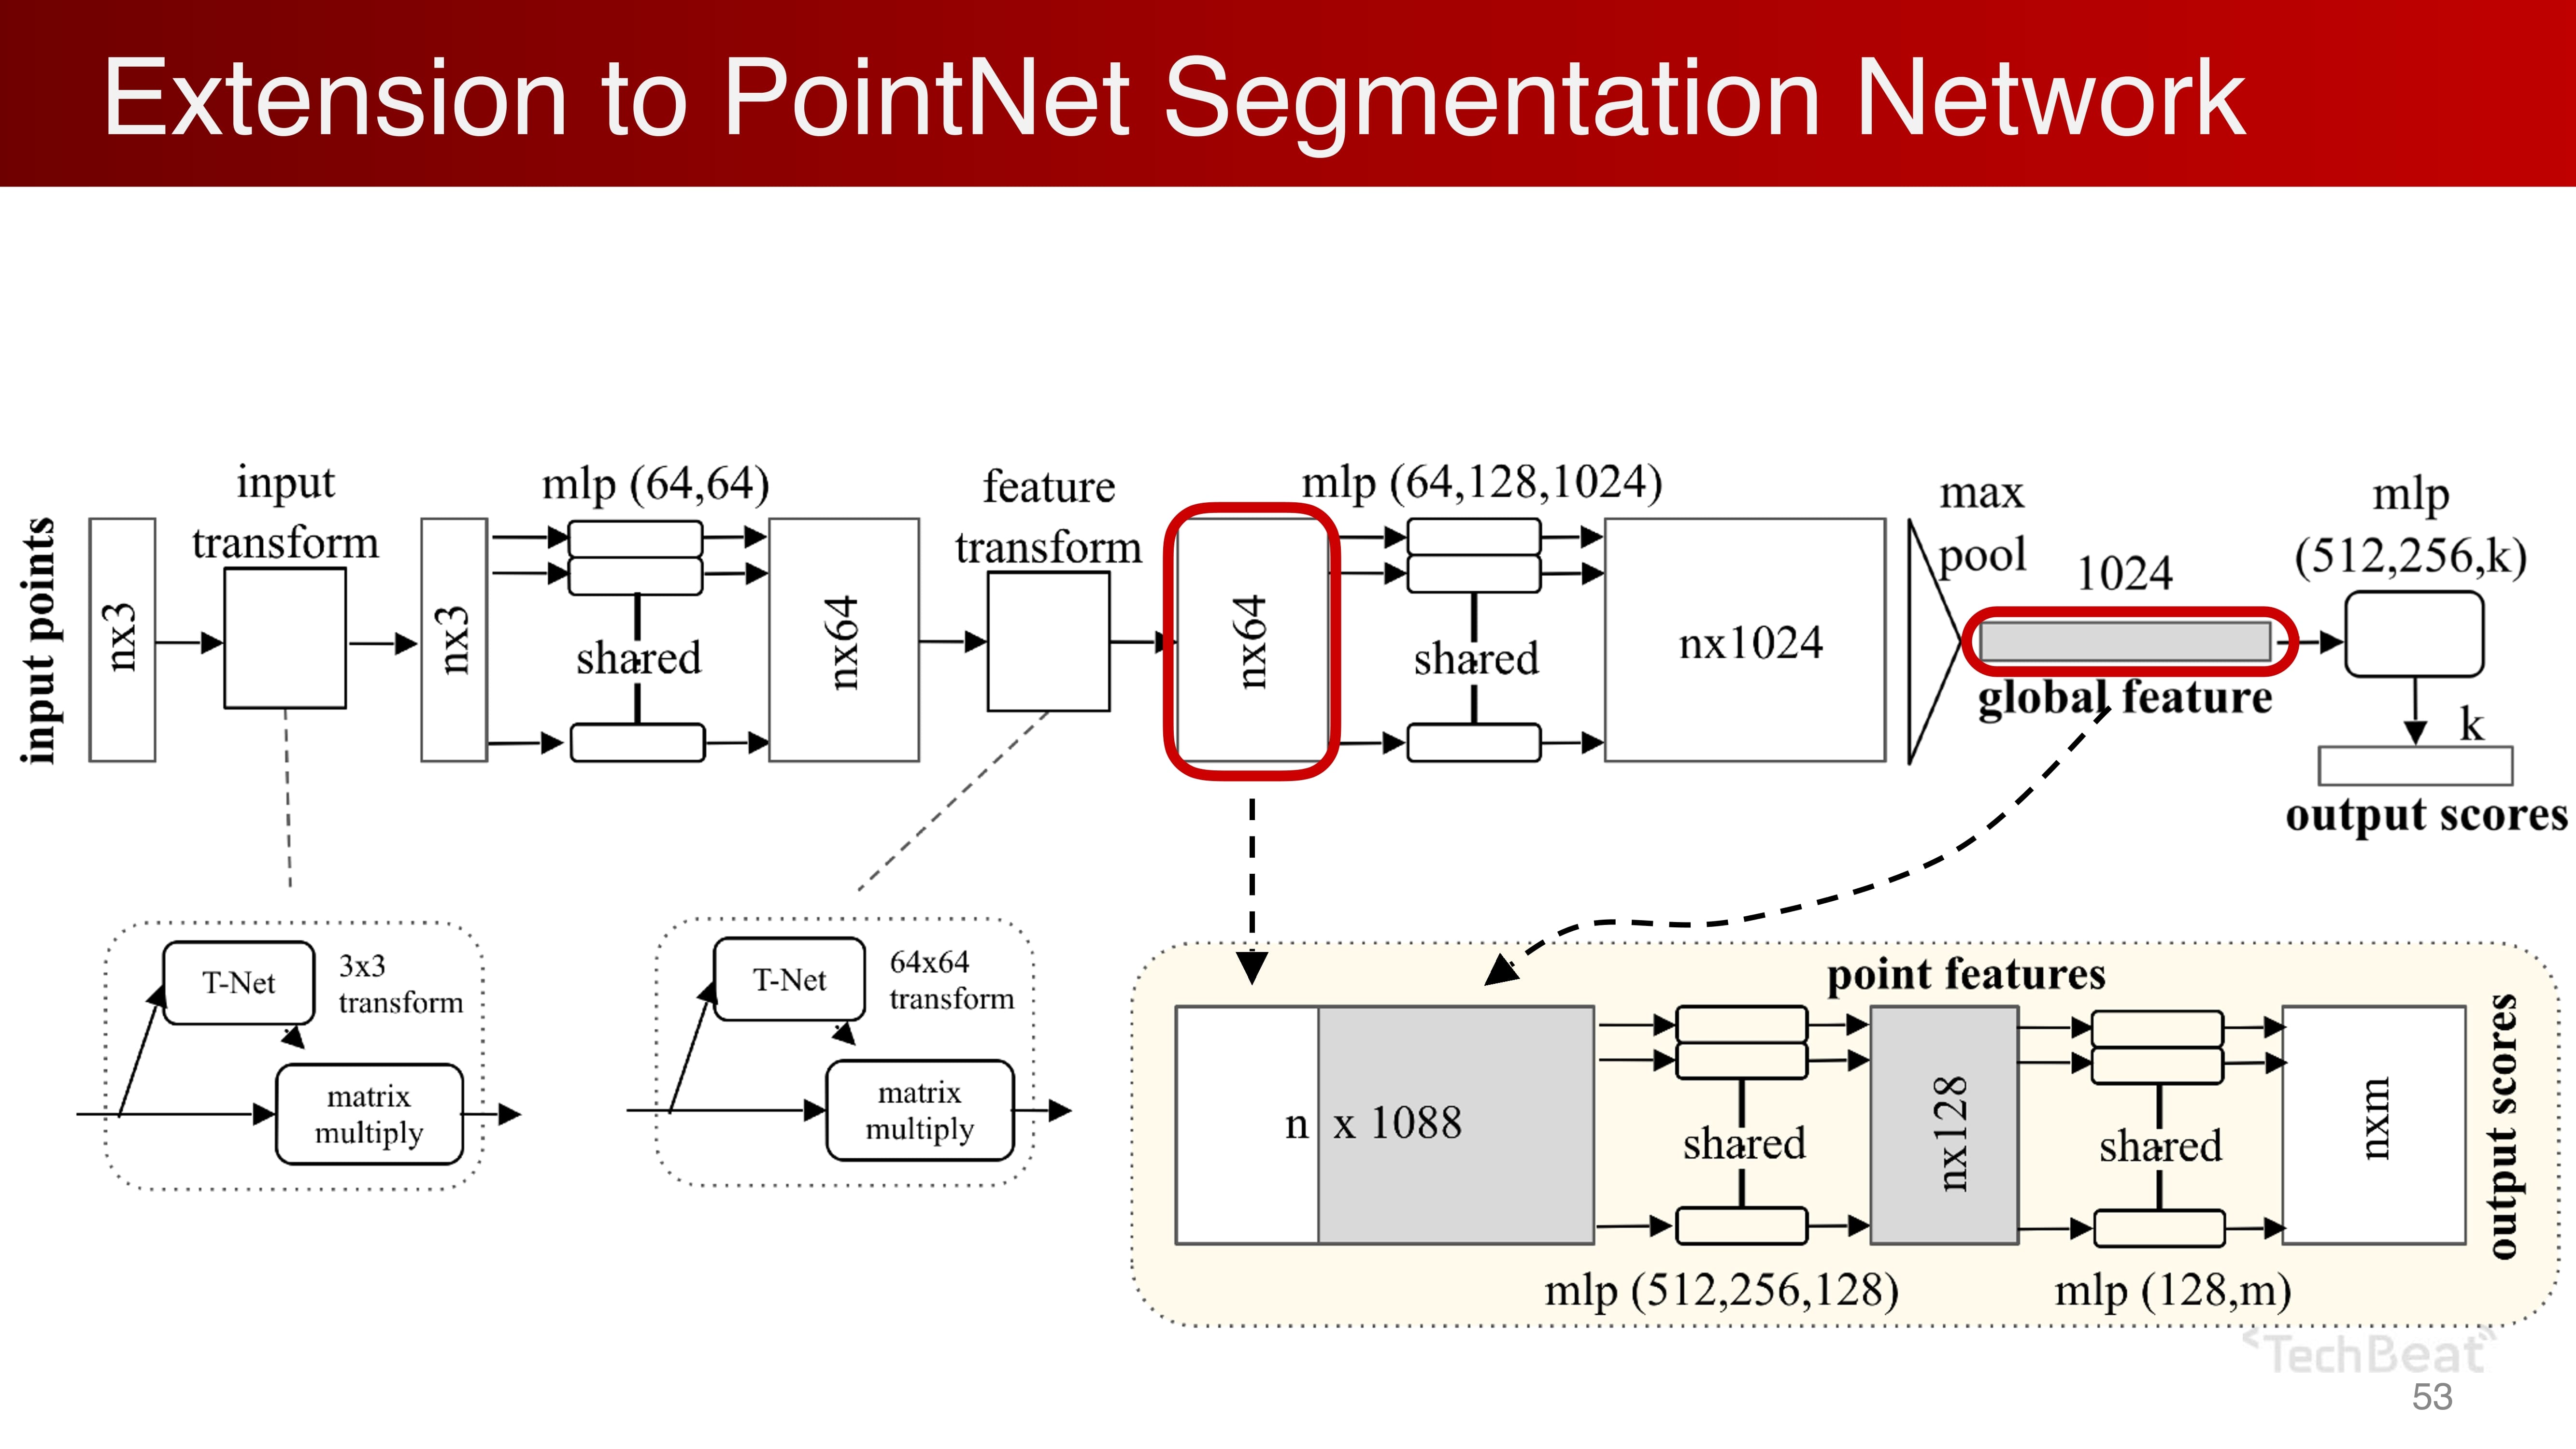 Extension to PointNet Segmentation Network
input points
nx3
input
transform
nx3
mlp (64,64)
shared
nx64
feature
transform
nx64
mlp (64,128,1024)
shared
nx1024
max
pool
1024
global feature
mlp
(512,256,k)
k
output scores
T-Net
3x3
transform
matrix
multiply
T-Net
64x64
transform
matrix
multiply
n x 1088
shared
mlp (512,256,128)
point features
nx128
shared
mlp (128,m)
nxm
output scores
TechBeat
53